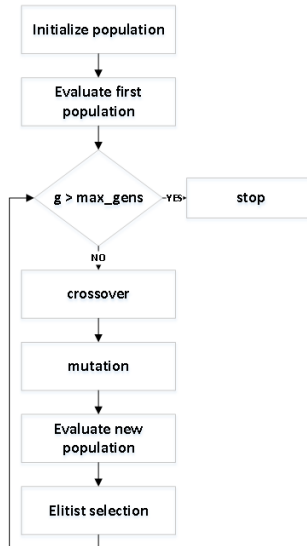 Initialize population
Evaluate first
population
g > max_gens
YES
stop
NO
crossover
mutation
Evaluate new
population
Elitist selection